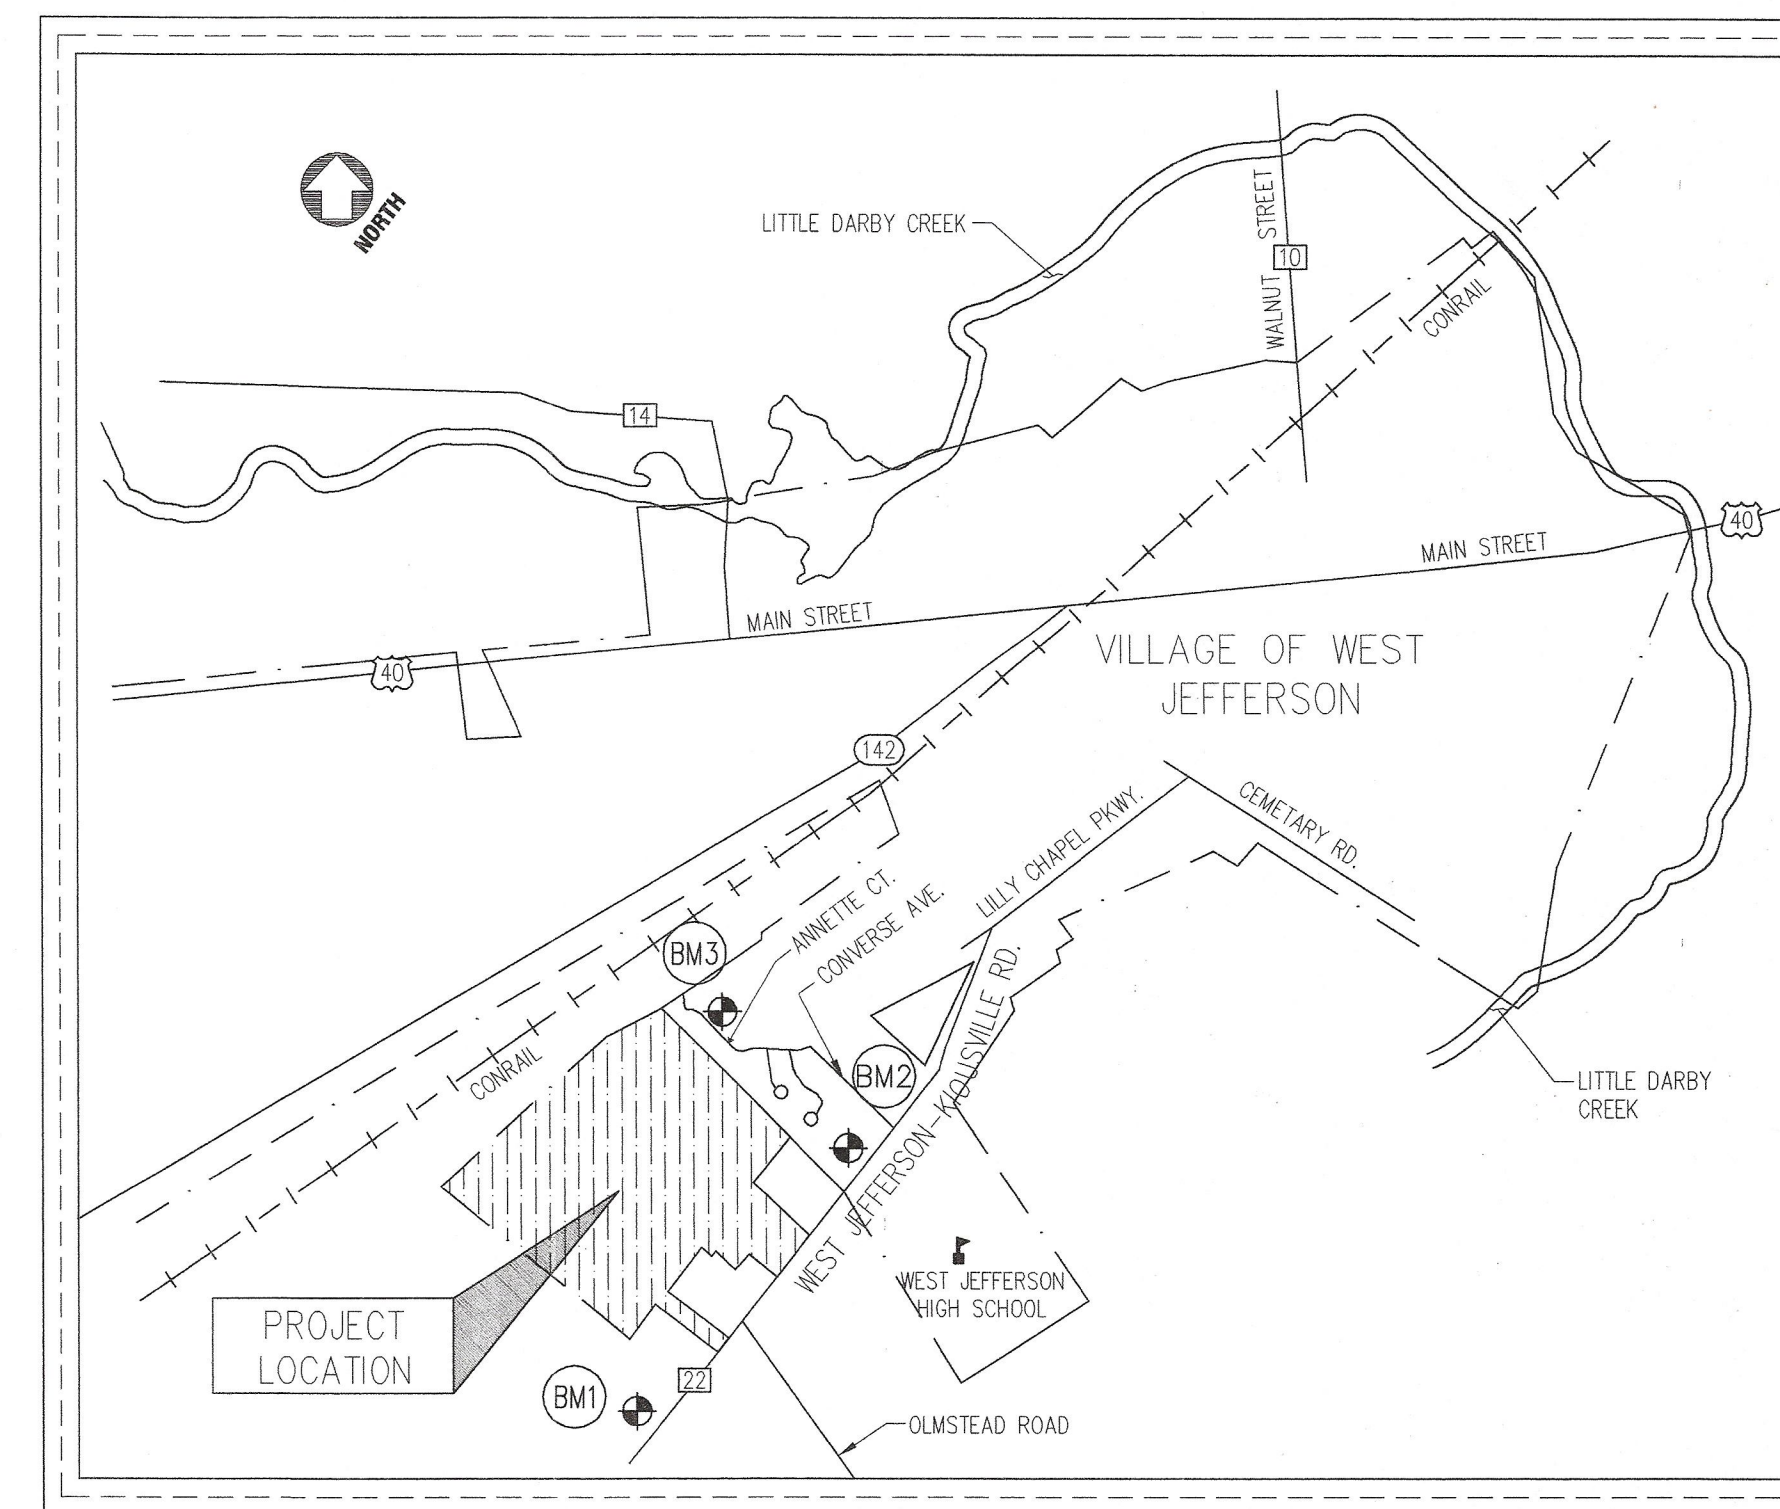 NORTH
LITTLE DARBY CREEK
WALNUT STREET
10
CONRAIL
14
40
MAIN STREET
MAIN STREET
40
VILLAGE OF WEST
JEFFERSON
142
LILLY CHAPEL PKWY.
CEMETARY RD.
ANNETTE CT.
CONVERSE AVE.
BM3
BM2
CONRAIL
WEST JEFFERSON-KIOUSVILLE RD.
LITTLE DARBY
CREEK
WEST JEFFERSON
HIGH SCHOOL
PROJECT
LOCATION
BM1
22
OLMSTEAD ROAD